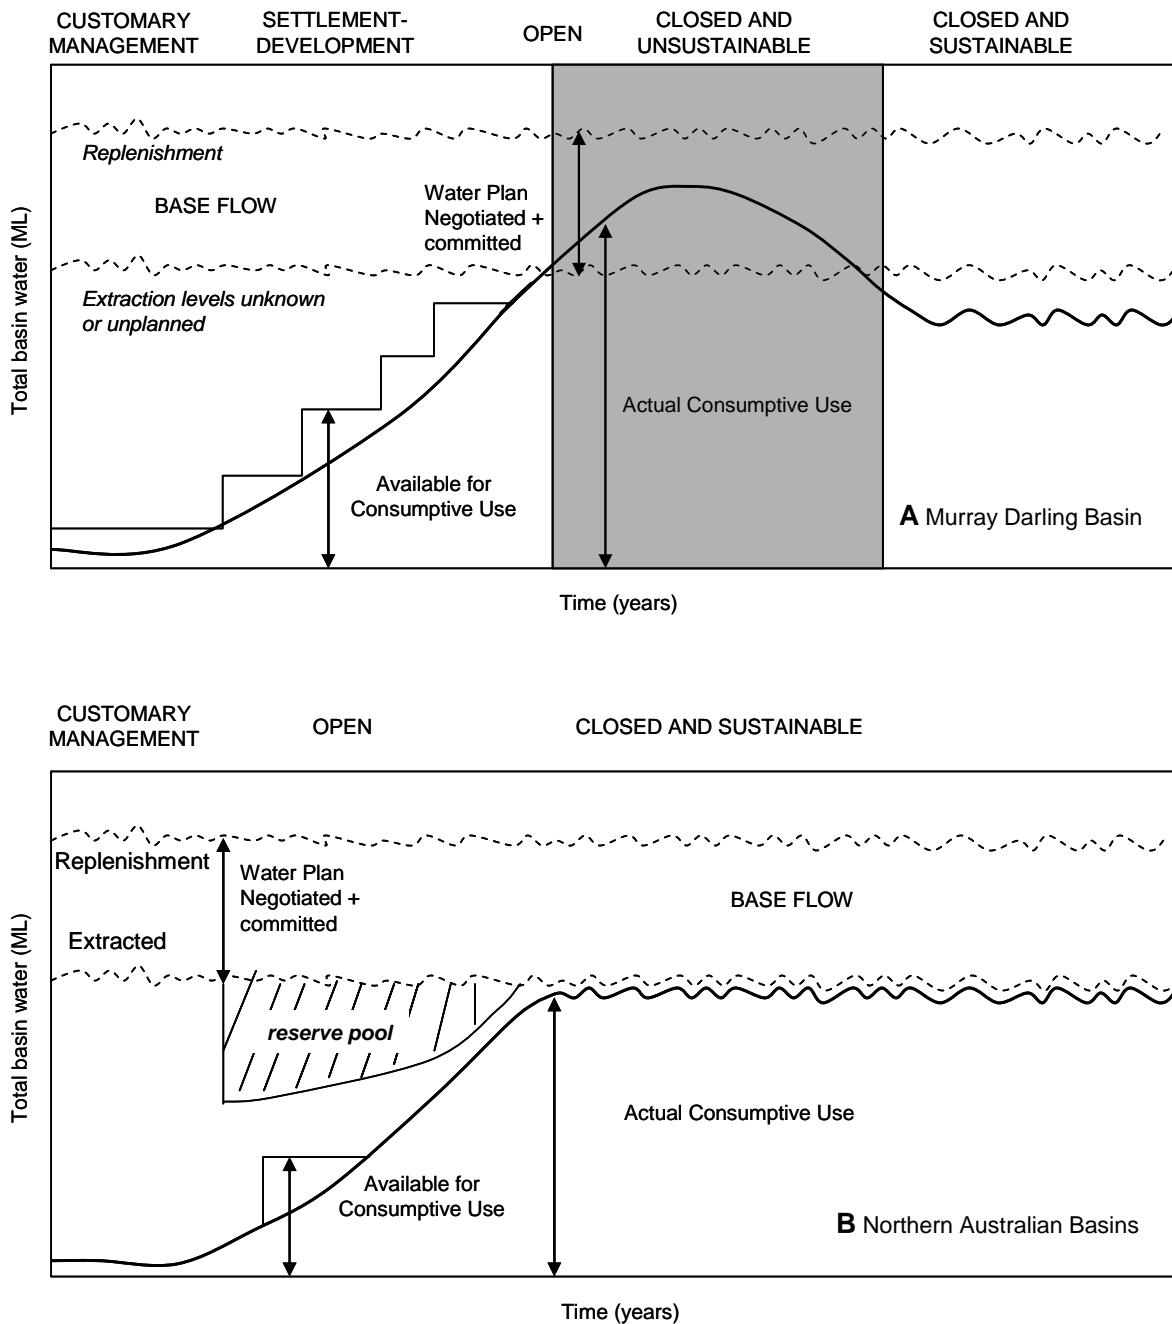 CUSTOMARY
MANAGEMENT
SETTLEMENT-
DEVELOPMENT
OPEN
CLOSED AND
UNSUSTAINABLE
CLOSED AND
SUSTAINABLE
Replenishment
BASE FLOW
Water Plan
Negotiated +
committed
Extraction levels unknown
or unplanned
Total basin water (ML)
Actual Consumptive Use
Available for
Consumptive Use
A Murray Darling Basin
Time (years)
CUSTOMARY
MANAGEMENT
OPEN
CLOSED AND SUSTAINABLE
Replenishment
Water Plan
Negotiated +
committed
BASE FLOW
Extracted
Total basin water (ML)
reserve pool
Actual Consumptive Use
Available for
Consumptive Use
B Northern Australian Basins
Time (years)